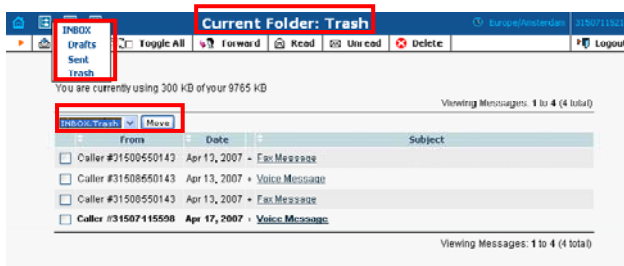 Current Folder: Trash
Europe/Amsterdam 3150711521
INBOX
Drafts
Sent
Trash
Toggle All Forward Read Unread Delete Logout
You are currently using 300 KB of your 9765 KB
Viewing Messages: 1 to 4 (4 total)
INBOX.Trash Move
From Date Subject
Caller #31508550143 Apr 13, 2007 Fax Message
Caller #31508550143 Apr 13, 2007 + Voice Message
Caller #31508550143 Apr 13, 2007 + Fax Message
Caller #31507115598 Apr 17, 2007 Voice Message
Viewing Messages: 1 to 4 (4 total)